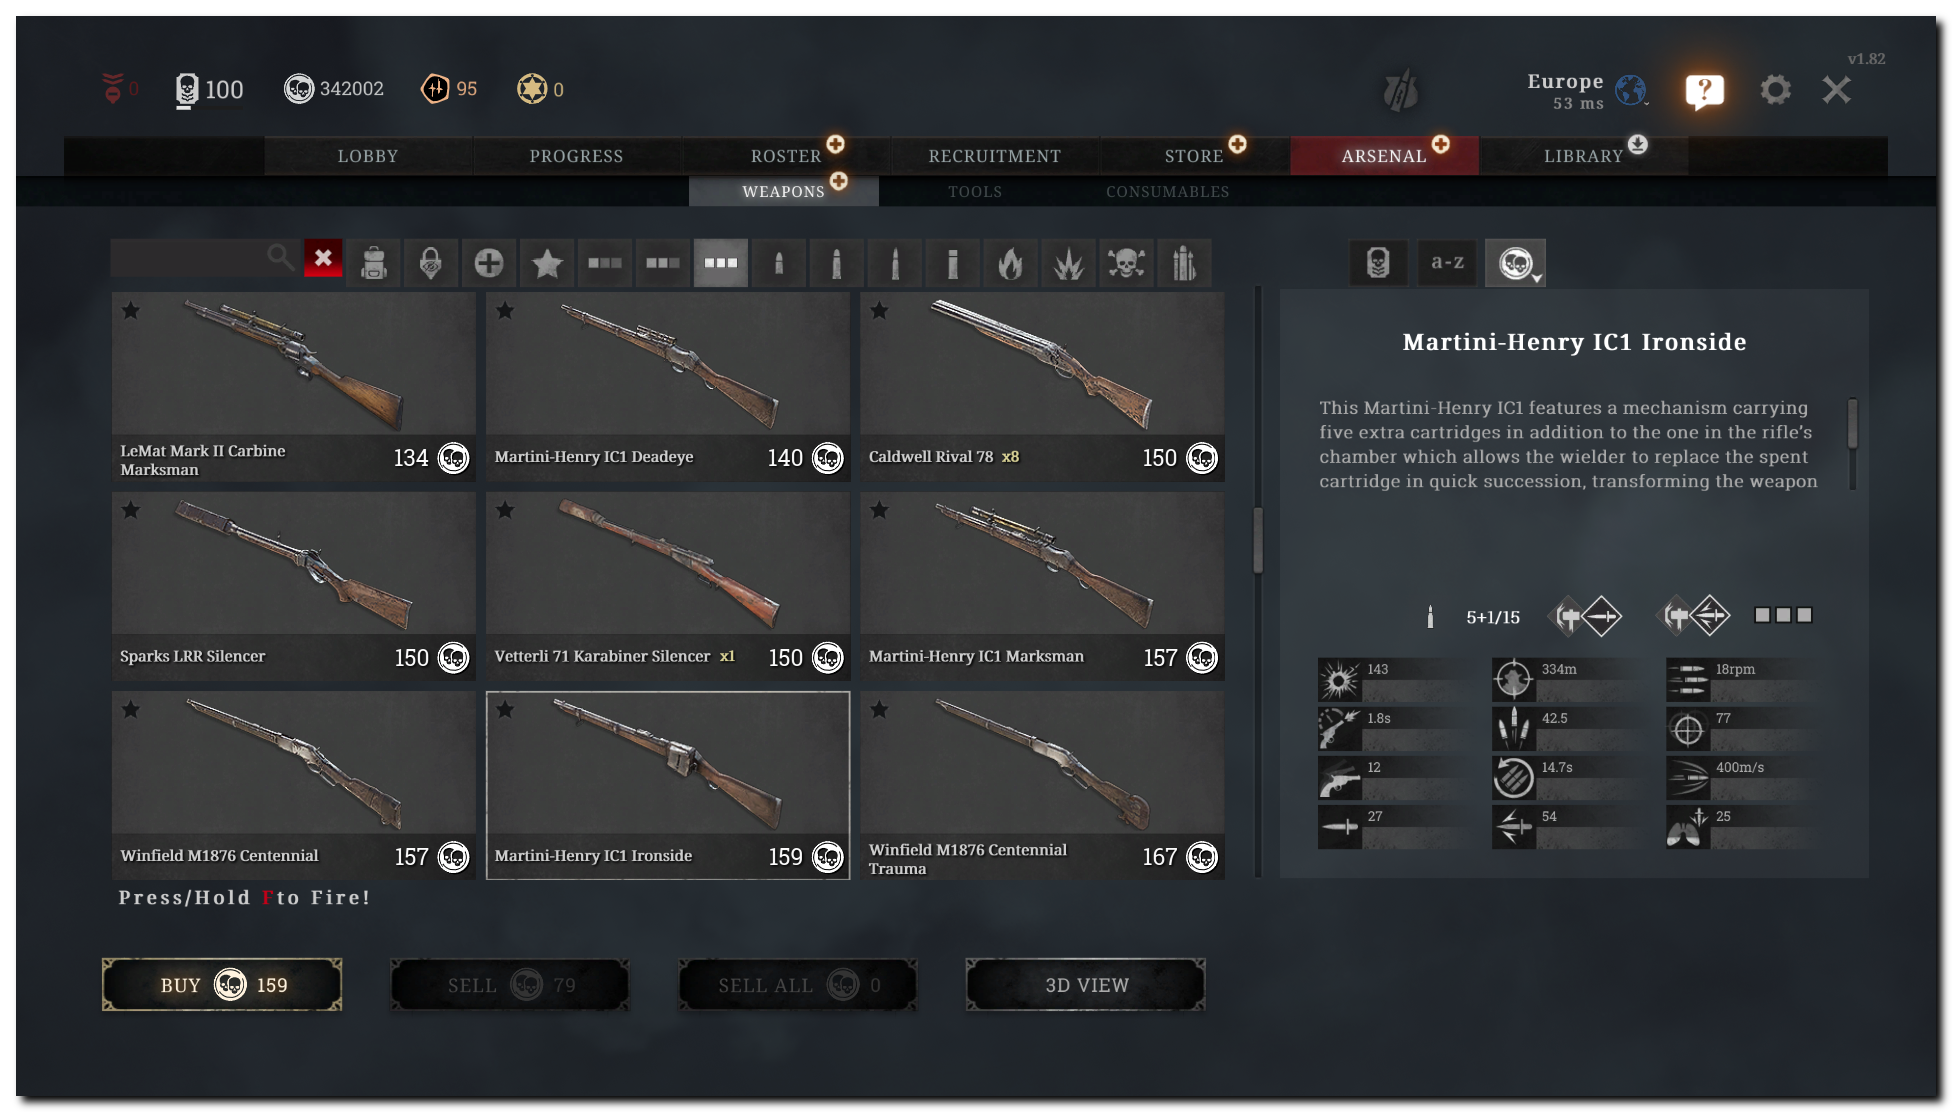 v1.82
0
100
342002
95
0
Europe
53 ms
?
LOBBY
PROGRESS
ROSTER
RECRUITMENT
STORE
ARSENAL
LIBRARY
WEAPONS
TOOLS
CONSUMABLES
a-z
LeMat Mark II Carbine
Marksman
134
Martini-Henry IC1 Deadeye
140
Caldwell Rival 78 x8
150
Sparks LRR Silencer
150
Vetterli 71 Karabiner Silencer x1
150
Martini-Henry IC1 Marksman
157
Winfield M1876 Centennial
157
Martini-Henry IC1 Ironside
159
Winfield M1876 Centennial
Trauma
167
Press/Hold F to Fire!
BUY 159
SELL 79
SELL ALL 0
3D VIEW
Martini-Henry IC1 Ironside
This Martini-Henry IC1 features a mechanism carrying
five extra cartridges in addition to the one in the rifle's
chamber which allows the wielder to replace the spent
cartridge in quick succession, transforming the weapon
5+1/15
143
334m
18rpm
1.8s
42.5
77
12
14.7s
400m/s
27
54
25